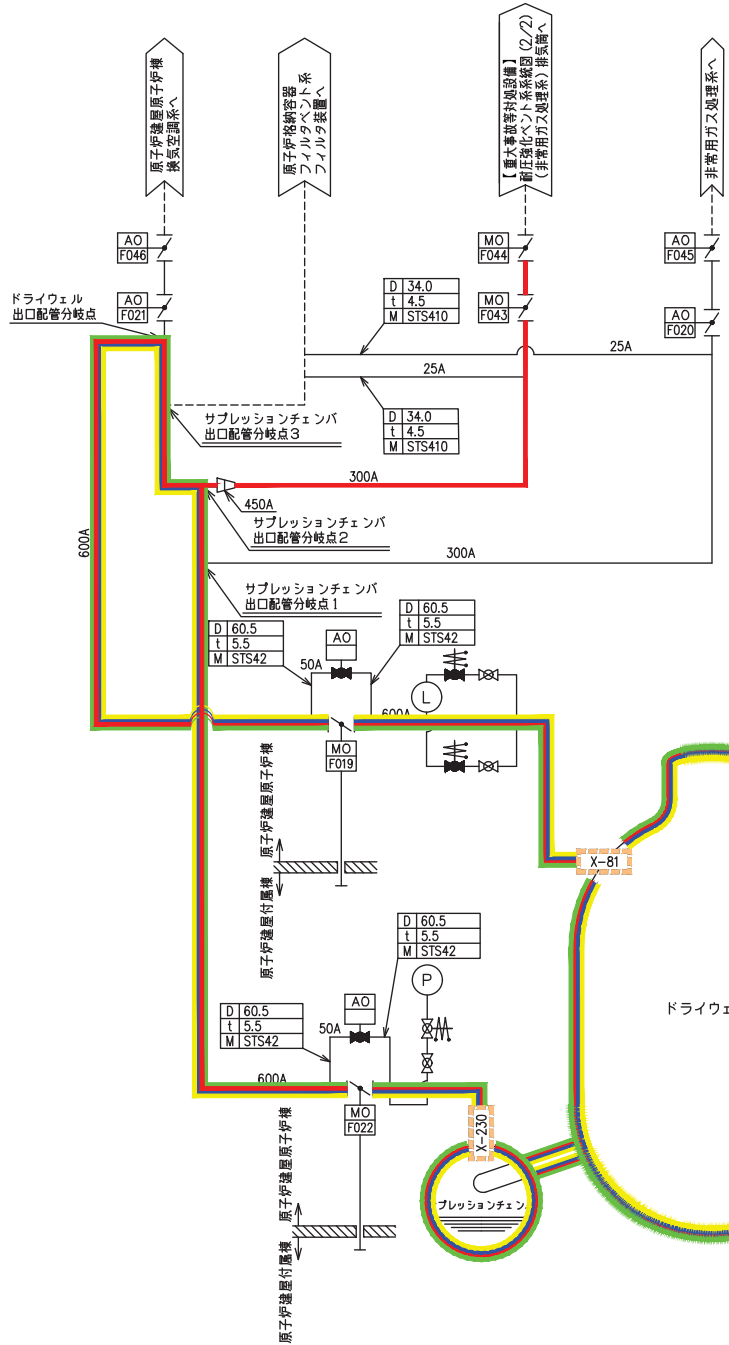 原子炉建屋原子炉棟
換気空調系へ
原子炉格納容器
フィルタベント系
フィルタ装置へ
【重大事故等対処設備】
耐圧強化ベント系系統図(2/2)
(非常用ガス処理系)排気筒へ
非常用ガス処理系へ
AO
F046
MO
F044
AO
F045
ドライウェル
出口配管分岐点
AO
F021
D 34.0
t 4.5
M STS410
MO
F043
AO
F020
25A
25A
サプレッションチェンバ
出口配管分岐点3
D 34.0
t 4.5
M STS410
300A
450A
サプレッションチェンバ
出口配管分岐点2
600A
300A
サプレッションチェンバ
出口配管分岐点1
D 60.5
t 5.5
M STS42
AO
50A
D 60.5
t 5.5
M STS42
L
600A
MO
F019
原子炉建屋原子炉棟
原子炉建屋付属棟
X-81
D 60.5
t 5.5
M STS42
P
ドライウェ
D 60.5
t 5.5
M STS42
AO
50A
600A
MO
F022
X-230
原子炉建屋原子炉棟
原子炉建屋付属棟
プレッションチェン